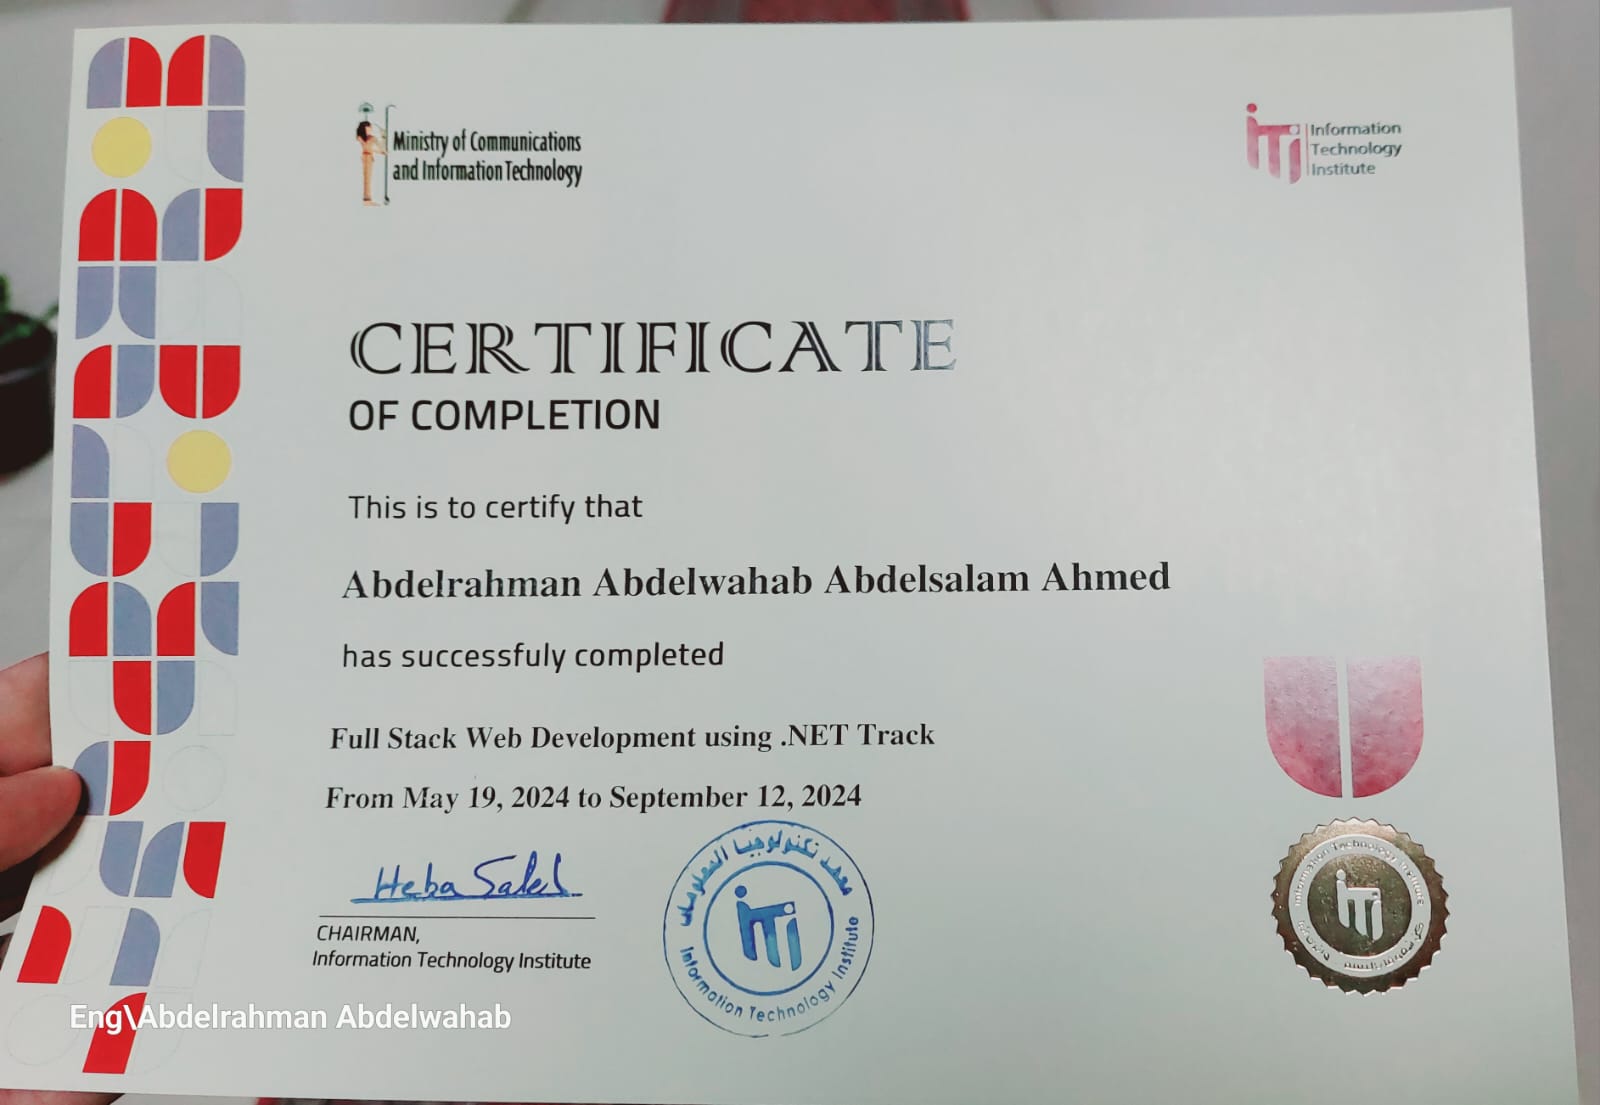 Ministry of Communications
and Information Technology
iTi
Information
Technology
Institute
CERTIFICATE
OF COMPLETION
This is to certify that
Abdelrahman Abdelwahab Abdelsalam Ahmed
has successfuly completed
Full Stack Web Development using .NET Track
From May 19, 2024 to September 12, 2024
Heba Saleh
CHAIRMAN,
Information Technology Institute
معهد تكنولوجيا المعلومات
iTi
Information Technology Institute
Information Technology Institute
iTi
Eng\Abdelrahman Abdelwahab